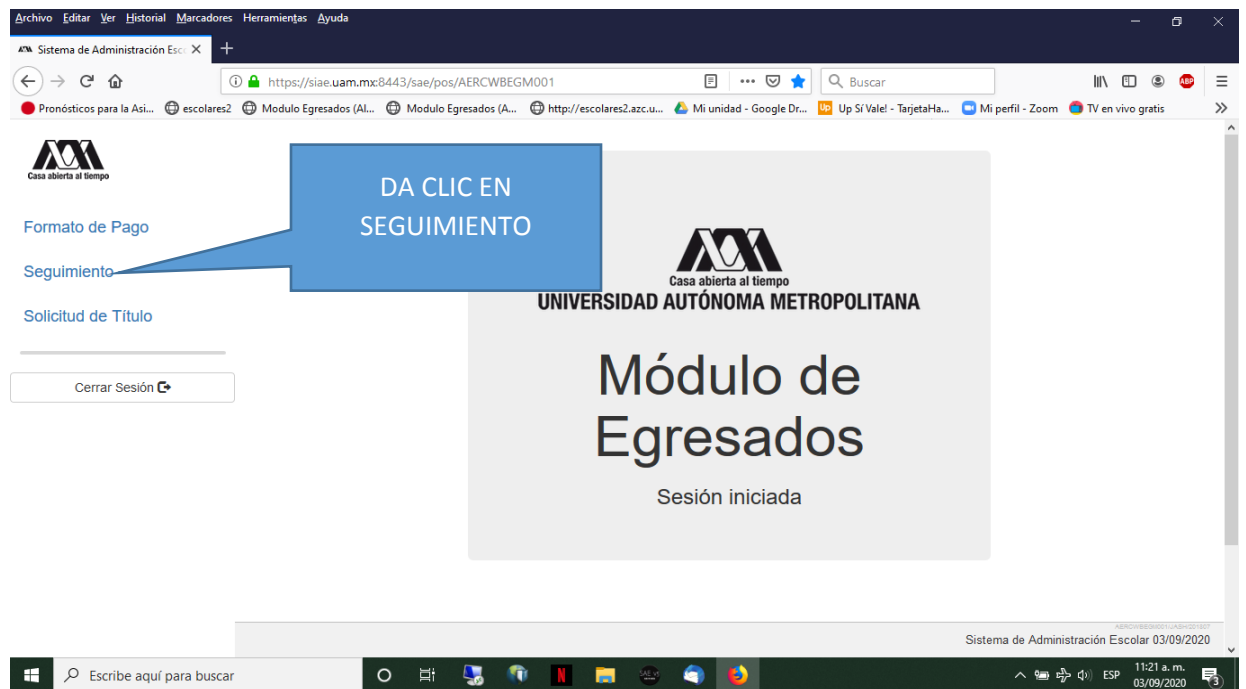 Archivo Editar Ver Historial Marcadores Herramientas Ayuda
Sistema de Administración Esc
https://siae.uam.mx:8443/sae/pos/AERCWBEGM001
Buscar
Pronósticos para la Asi... escolares2 Modulo Egresados (Al... Modulo Egresados (A... http://escolares2.azc.u... Mi unidad - Google Dr... Up Up Sí Vale! - TarjetaHa... Mi perfil - Zoom TV en vivo gratis
Casa abierta al tiempo
Formato de Pago
Seguimiento
Solicitud de Título
Cerrar Sesión
DA CLIC EN
SEGUIMIENTO
Casa abierta al tiempo
UNIVERSIDAD AUTÓNOMA METROPOLITANA
Módulo de
Egresados
Sesión iniciada
Sistema de Administración Escolar 03/09/2020
Escribe aquí para buscar
N
ESP
11:21 a. m.
03/09/2020
3
ABP